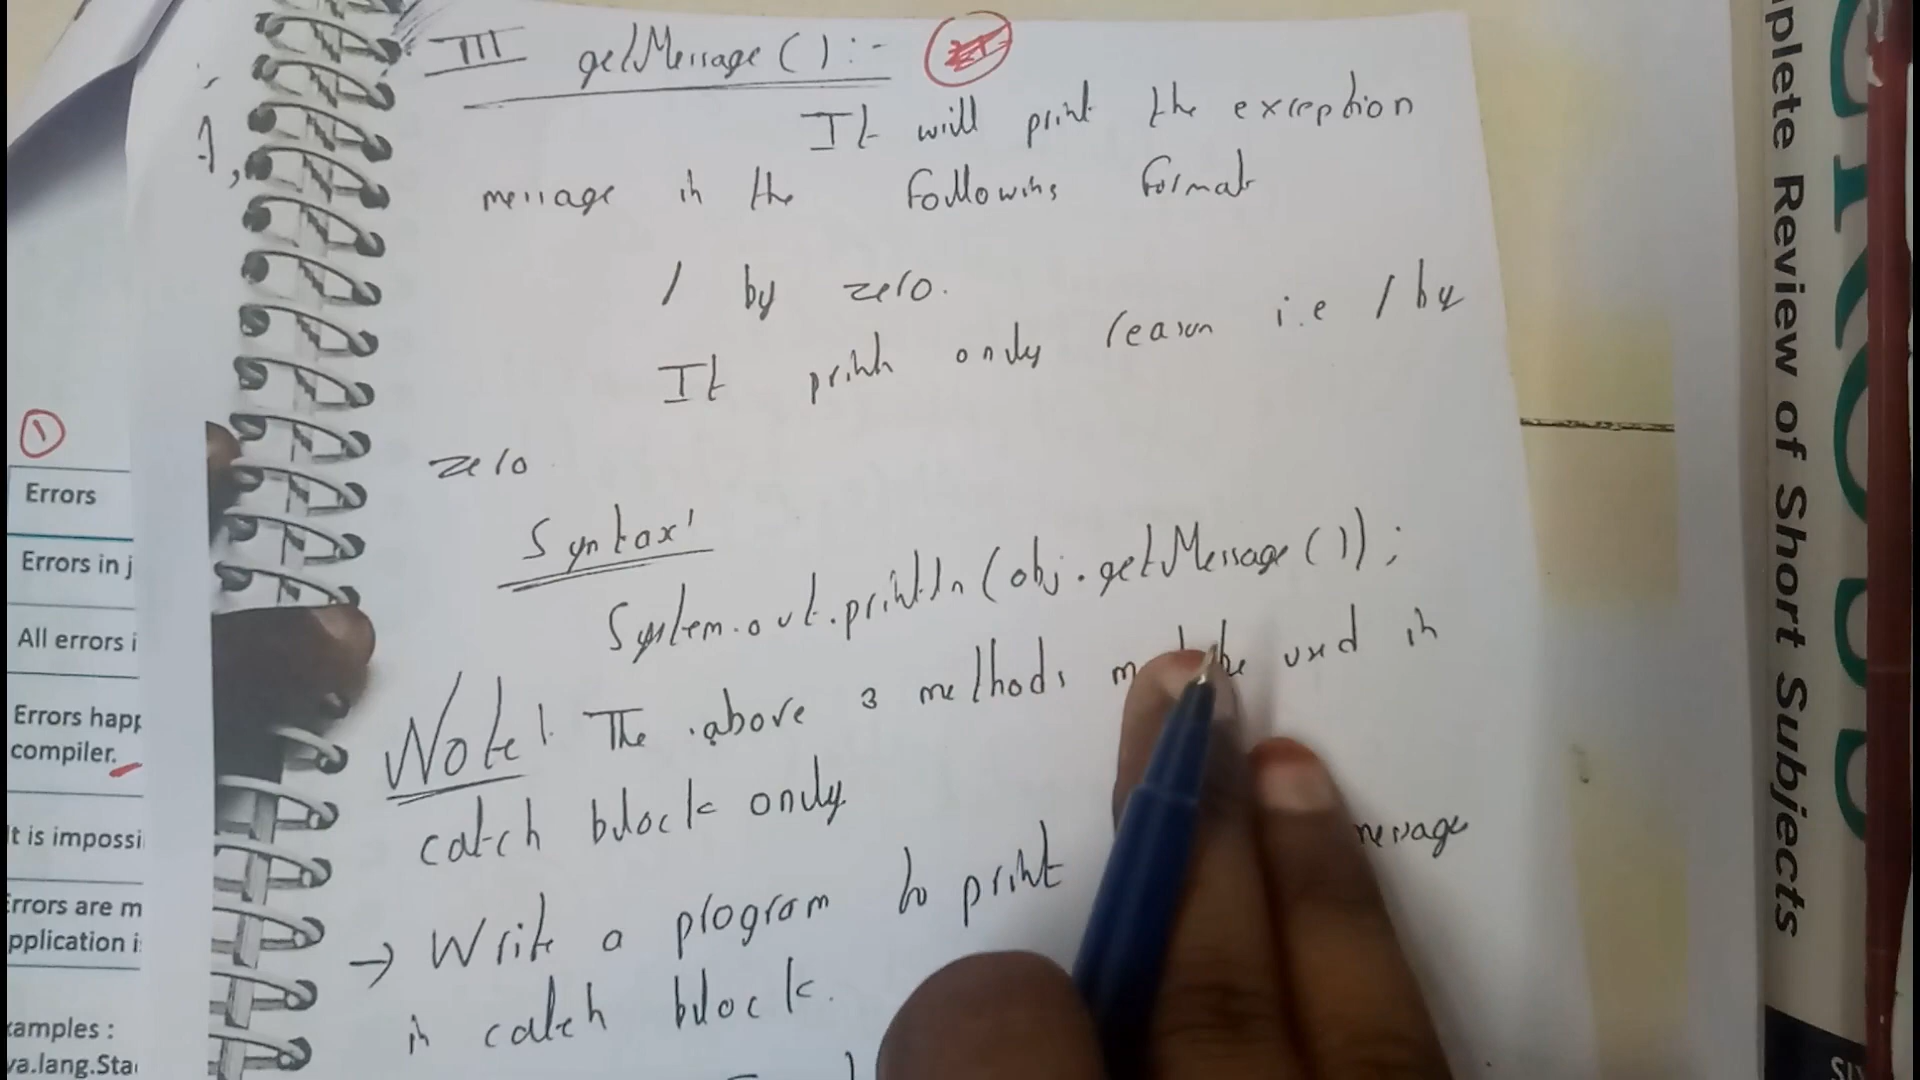 III getMessage() :-
It will print the exception
message in the following format
/ by zero.
It prints only reason i.e / by
zero
Syntax:
System.out.println(obj.getMessage());
Note: The above 3 methods be used in
catch block only
→ Write a program to print message
in catch block.
1
Errors
Errors in j
All errors i
Errors happ
compiler.
It is impossi
Errors are m
pplication i
xamples :
va.lang.Sta
mplete Review of Short Subjects